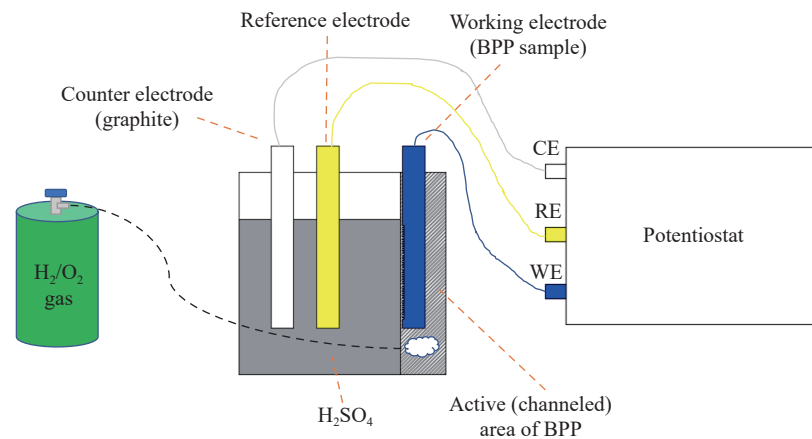 Reference electrode
Working electrode
(BPP sample)
Counter electrode
(graphite)
CE
RE
WE
Potentiostat
H₂/O₂
gas
H₂SO₄
Active (channeled)
area of BPP